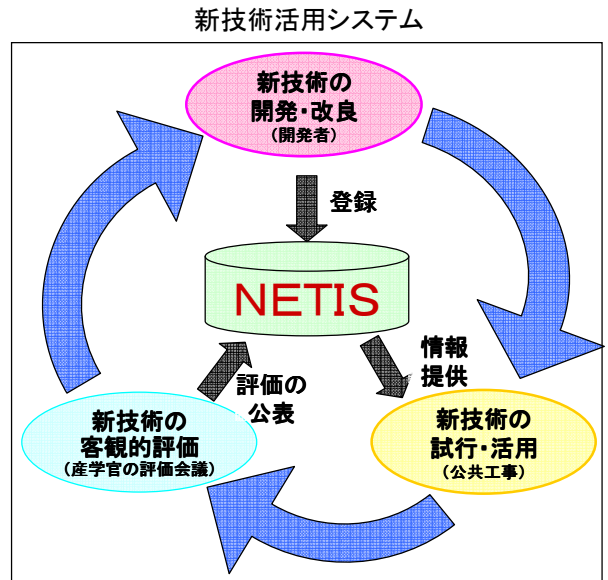 新技術活用システム
新技術の
開発・改良
(開発者)
登録
NETIS
情報
提供
評価の
公表
新技術の
客観的評価
(産学官の評価会議)
新技術の
試行・活用
(公共工事)